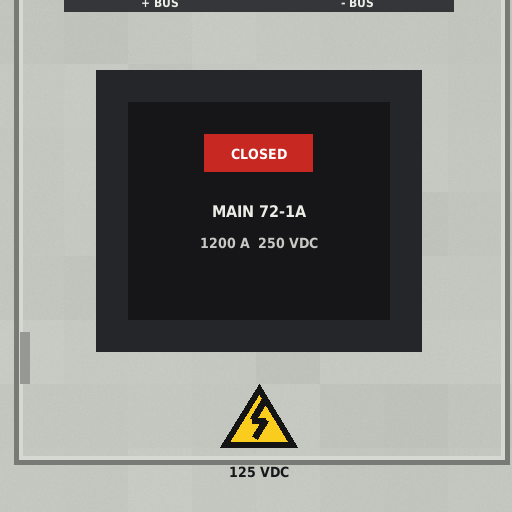 + BUS - BUS
CLOSED
MAIN 72-1A
1200 A 250 VDC
125 VDC